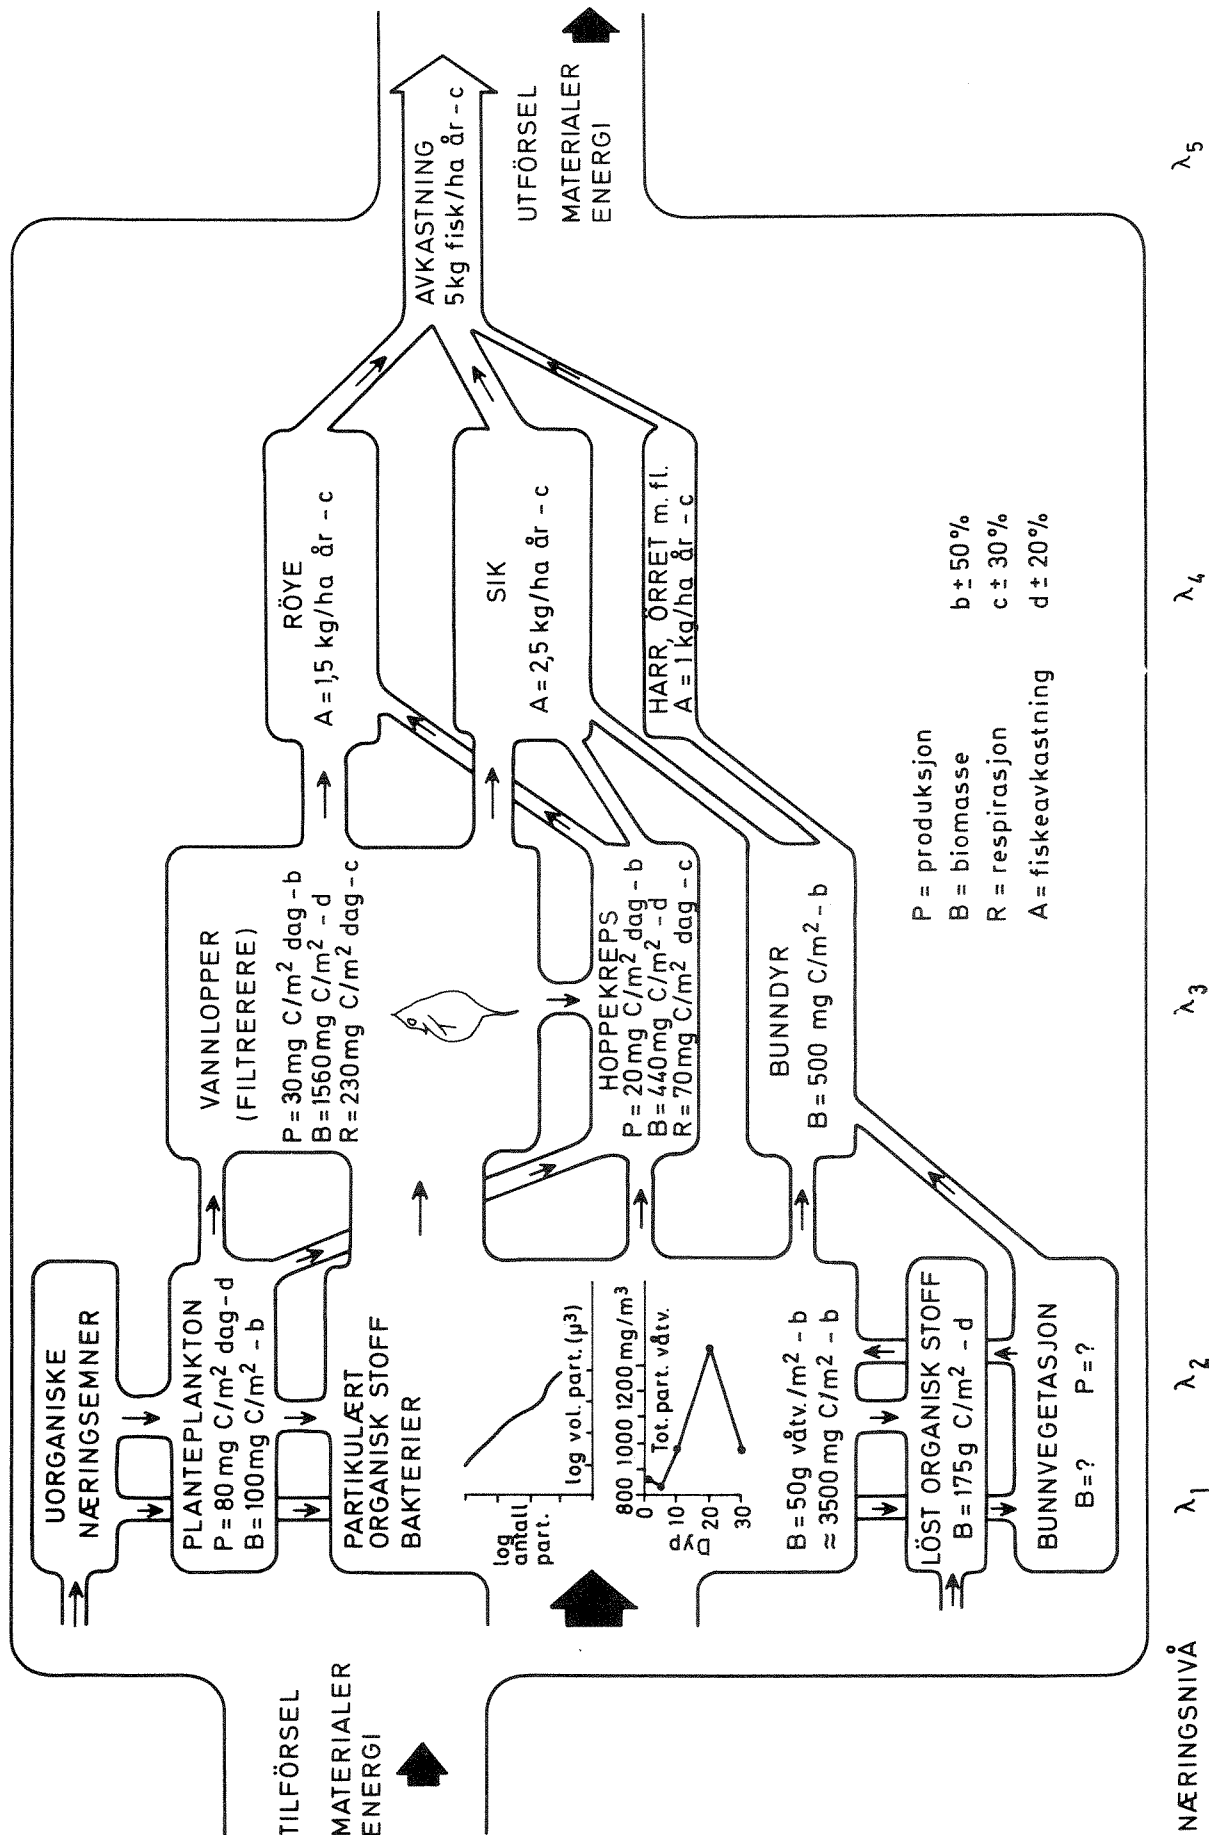 TILFÖRSEL
MATERIALER
ENERGI
UORGANISKE
NÆRINGSEMNER
PLANTEPLANKTON
P = 80 mg C/m² dag - d
B = 100 mg C/m² - b
PARTIKULÆRT
ORGANISK STOFF
BAKTERIER
log
antall
part.
log vol. part. (μ³)
800 1000 1200 mg/m³
Tot. part. våtv.
Dyp
0
10
20
30
B = 50g våtv./m² - b
≈ 3500 mg C/m² - b
LÖST ORGANISK STOFF
B = 175g C/m² - d
BUNNVEGETASJON
B = ? P = ?
VANNLOPPER
(FILTRERERE)
P = 30 mg C/m² dag - b
B = 1560 mg C/m² - d
R = 230 mg C/m² dag - c
HOPPEKREPS
P = 20 mg C/m² dag - b
B = 440 mg C/m² - d
R = 70 mg C/m² dag - c
BUNNDYR
B = 500 mg C/m² - b
RÖYE
A = 1,5 kg/ha år - c
SIK
A = 2,5 kg/ha år - c
HARR, ÖRRET m. fl.
A = 1 kg/ha år - c
AVKASTNING
5 kg fisk/ha år - c
UTFÖRSEL
MATERIALER
ENERGI
P = produksjon
B = biomasse b ± 50%
R = respirasjon c ± 30%
A = fiskeavkastning d ± 20%
NÆRINGSNIVÅ λ₁ λ₂ λ₃ λ₄ λ₅